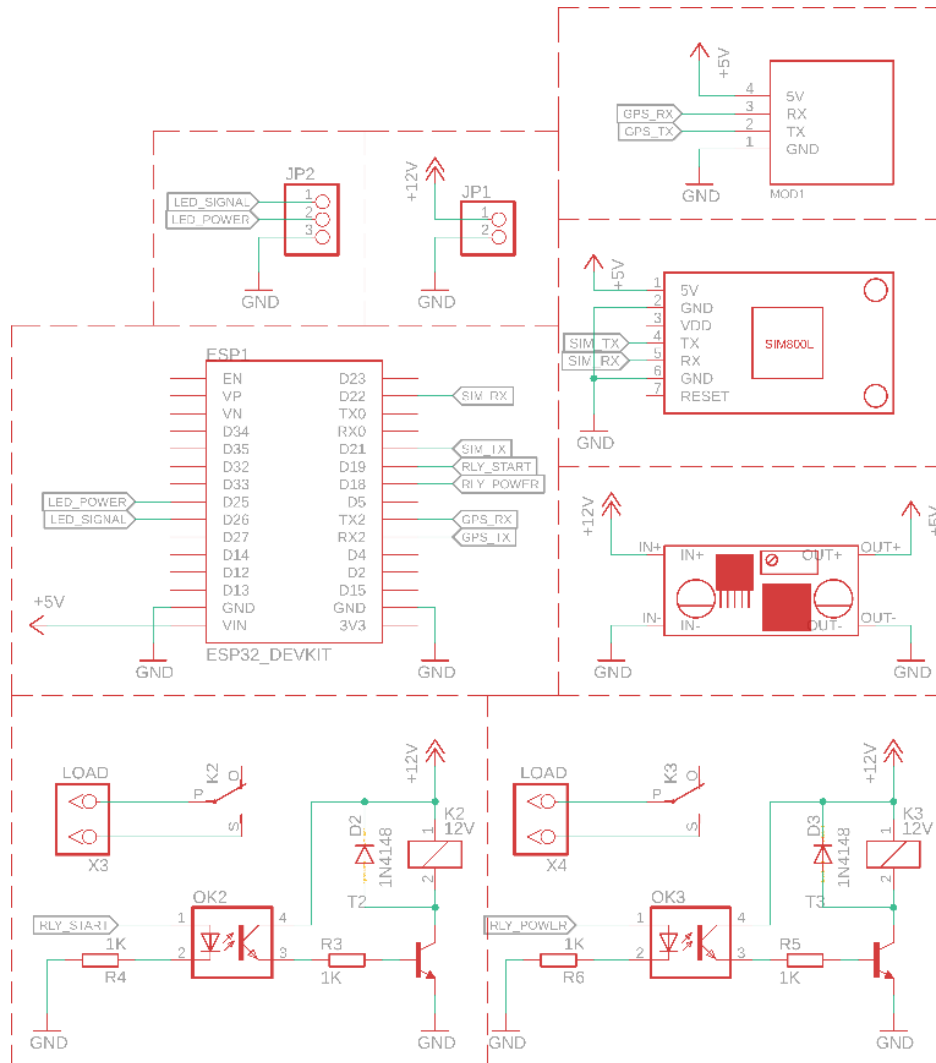 +5V
4
5V
GPS_RX
3
RX
GPS_TX
2
TX
1
GND
GND
MOD1
JP2
LED_SIGNAL
1
LED_POWER
2
3
GND
+12V
JP1
1
2
GND
+5V
1
5V
2
GND
3
VDD
SIM_TX
4
TX
SIM_RX
5
RX
6
GND
7
RESET
SIM800L
GND
ESP1
EN
D23
VP
D22
SIM_RX
VN
TX0
D34
RX0
D35
D21
SIM_TX
D32
D19
RLY_START
D33
D18
RLY_POWER
LED_POWER
D25
D5
LED_SIGNAL
D26
TX2
GPS_RX
D27
RX2
GPS_TX
D14
D4
D12
D2
D13
D15
+5V
GND
GND
VIN
3V3
GND
ESP32_DEVKIT
GND
+12V
+5V
IN+
IN+
OUT+
OUT+
IN-
IN-
OUT-
OUT-
GND
GND
LOAD
K2
P
O
S
X3
+12V
K2
12V
1
2
D2
1N4148
T2
OK2
RLY_START
1
4
1K
R4
2
3
R3
1K
GND
GND
LOAD
K3
P
O
S
X4
+12V
K3
12V
1
2
D3
1N4148
T3
OK3
RLY_POWER
1
4
1K
R6
2
3
R5
1K
GND
GND